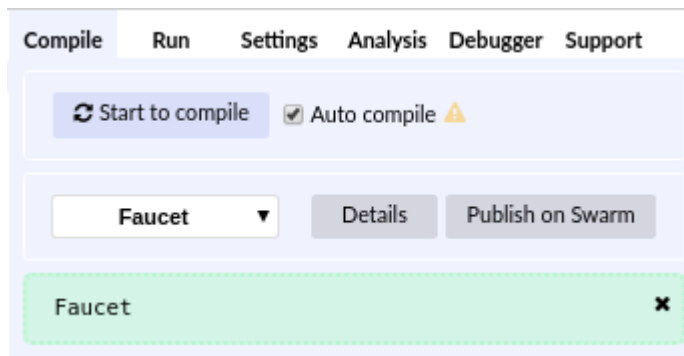 Compile Run Settings Analysis Debugger Support
Start to compile Auto compile
Faucet Details Publish on Swarm
Faucet